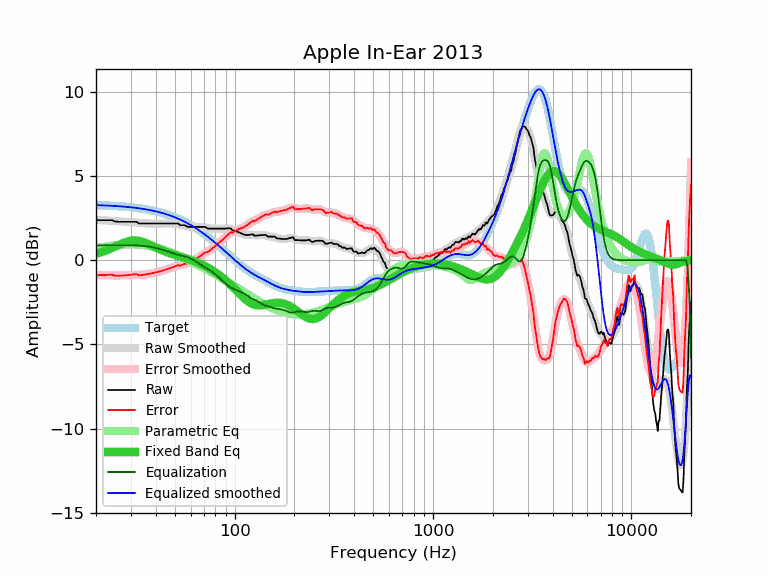 Apple In-Ear 2013
Amplitude (dBr)
10
5
0
−5
−10
−15
Target
Raw Smoothed
Error Smoothed
Raw
Error
Parametric Eq
Fixed Band Eq
Equalization
Equalized smoothed
100 1000 10000
Frequency (Hz)